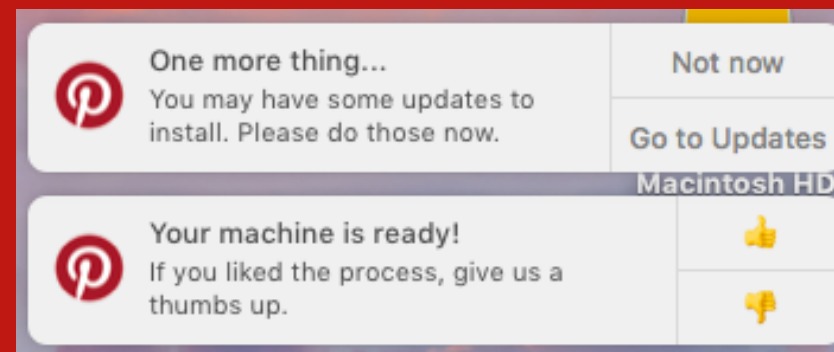 One more thing...
You may have some updates to
install. Please do those now.
Not now
Go to Updates
Macintosh HD
Your machine is ready!
If you liked the process, give us a
thumbs up.